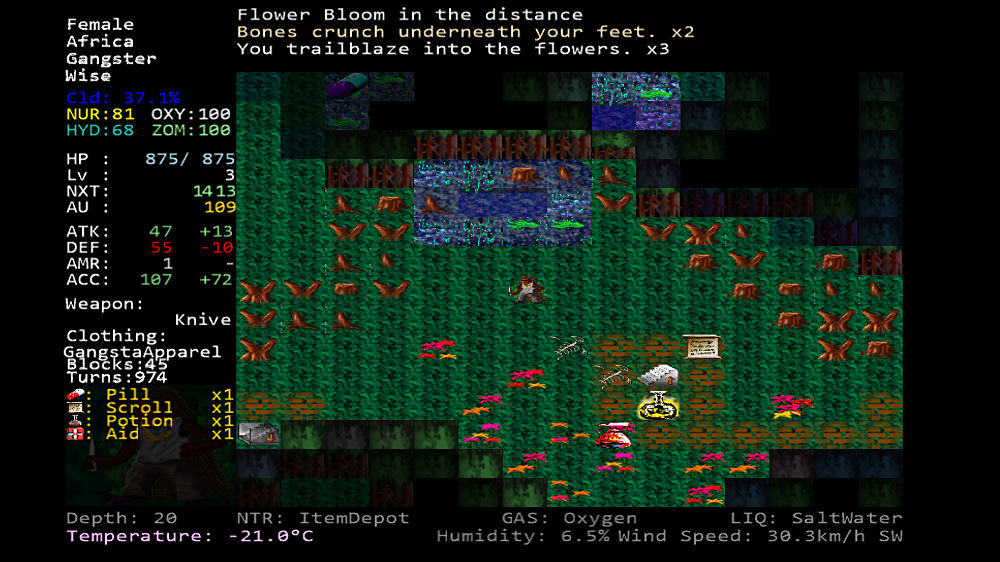 Flower Bloom in the distance
Bones crunch underneath your feet. x2
You trailblaze into the flowers. x3
Female
Africa
Gangster
Wise
Cld: 37.1%
NUR:81 OXY:100
HYD:68 ZOM:100
HP : 875/ 875
Lv : 3
NXT: 1413
AU : 109
ATK: 47 +13
DEF: 55 -10
AMR: 1 -
ACC: 107 +72
Weapon:
Knive
Clothing:
GangstaApparel
Blocks:45
Turns:974
: Pill x1
: Scroll x1
: Potion x1
: Aid x1
Depth: 20 NTR: ItemDepot GAS: Oxygen LIQ: SaltWater
Temperature: -21.0°C Humidity: 6.5% Wind Speed: 30.3km/h SW